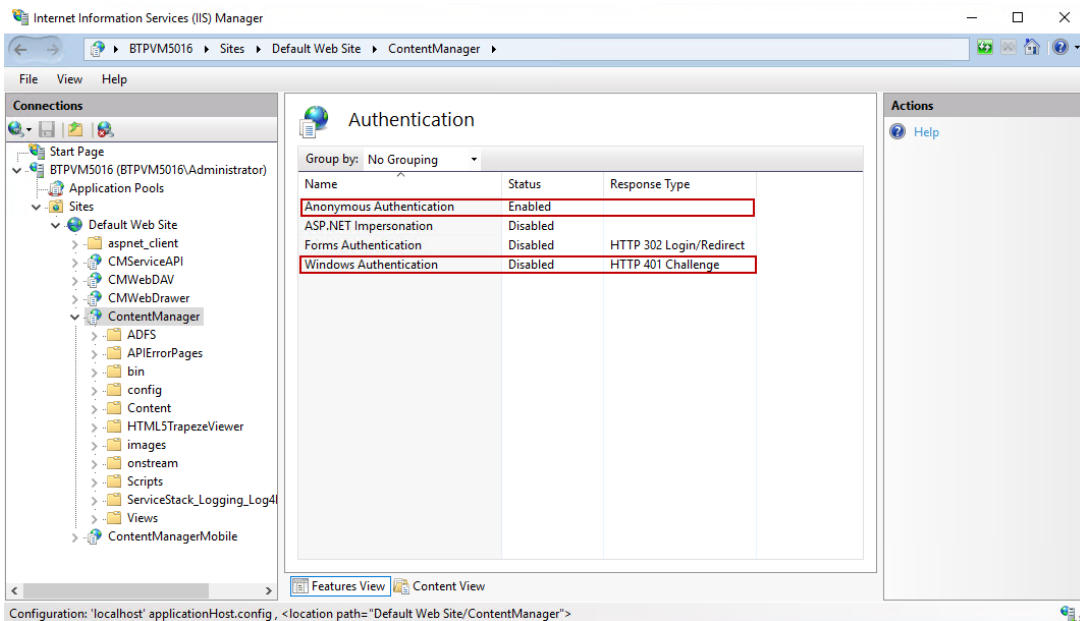 Internet Information Services (IIS) Manager
BTPVM5016 Sites Default Web Site ContentManager
File View Help
Connections
Start Page
BTPVM5016 (BTPVM5016\Administrator)
Application Pools
Sites
Default Web Site
aspnet_client
CMServiceAPI
CMWebDAV
CMWebDrawer
ContentManager
ADFS
APIErrorPages
bin
config
Content
HTML5TrapezeViewer
images
onstream
Scripts
ServiceStack_Logging_Log4
Views
ContentManagerMobile
Authentication
Group by: No Grouping
Name Status Response Type
Anonymous Authentication Enabled
ASP.NET Impersonation Disabled
Forms Authentication Disabled HTTP 302 Login/Redirect
Windows Authentication Disabled HTTP 401 Challenge
Features View Content View
Actions
Help
Configuration: 'localhost' applicationHost.config , <location path="Default Web Site/ContentManager">